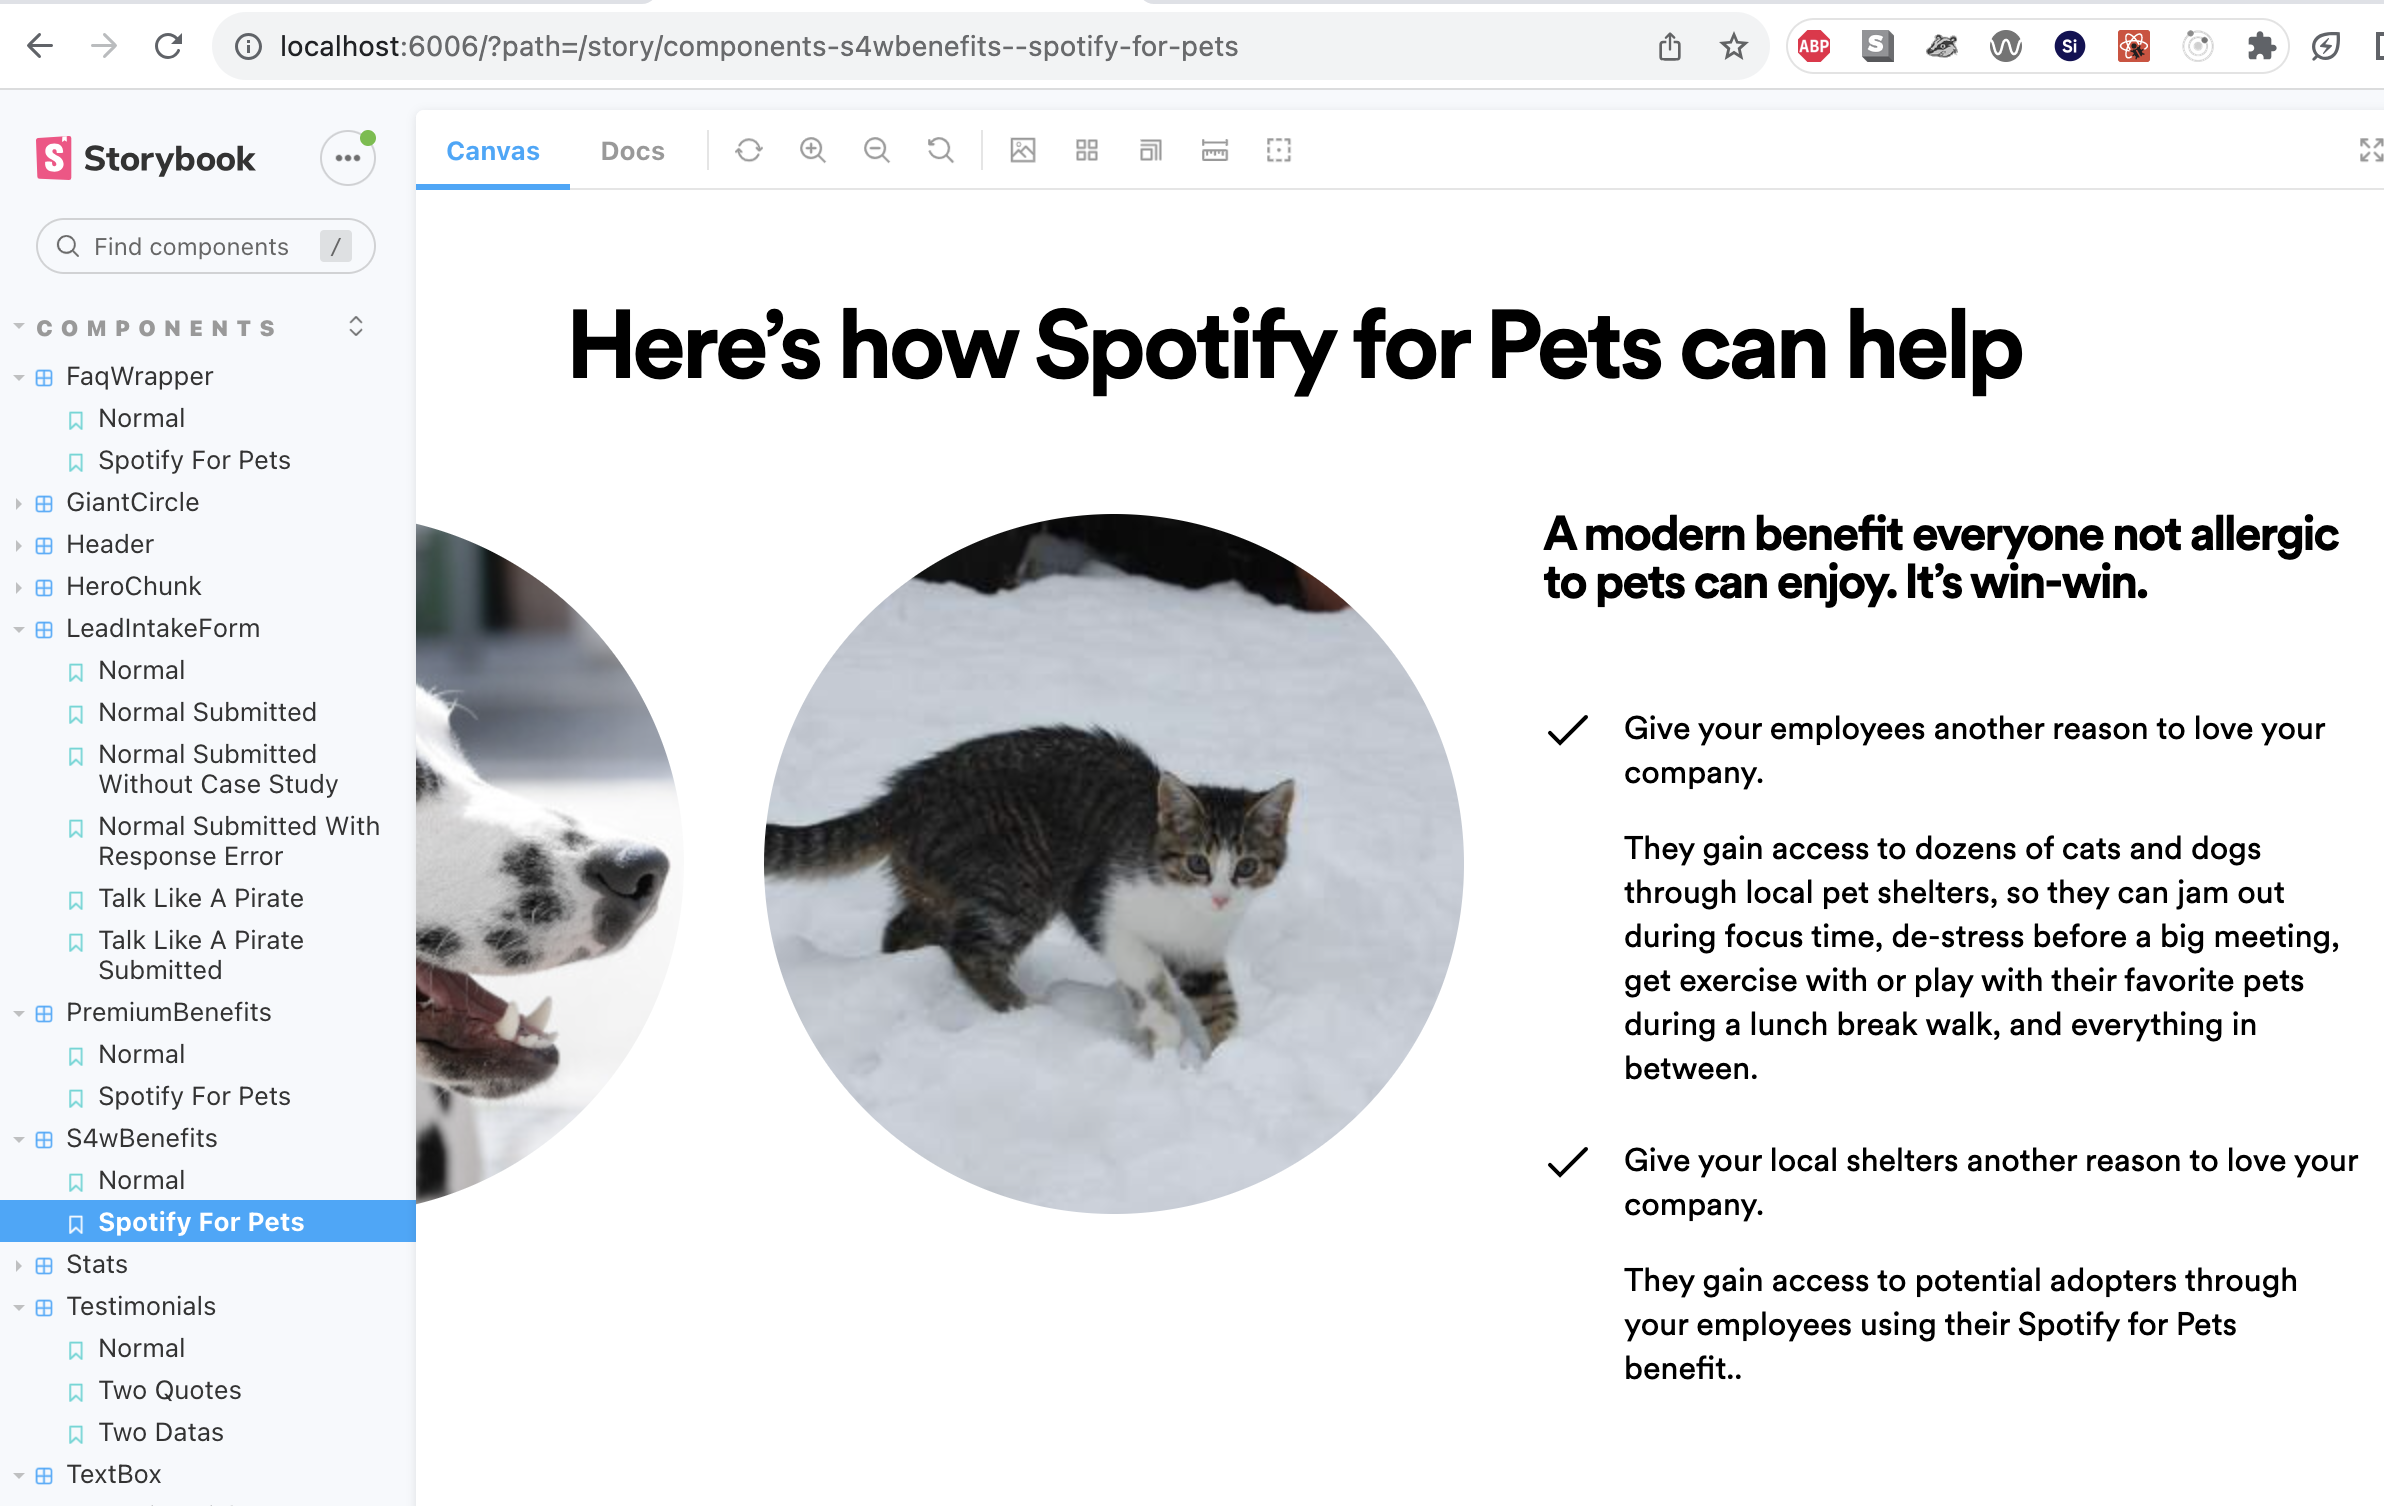 localhost:6006/?path=/story/components-s4wbenefits--spotify-for-pets
ABP
S
Si
S
Storybook
Canvas
Docs
Find components
/
COMPONENTS
FaqWrapper
Normal
Spotify For Pets
GiantCircle
Header
HeroChunk
LeadIntakeForm
Normal
Normal Submitted
Normal Submitted
Without Case Study
Normal Submitted With
Response Error
Talk Like A Pirate
Talk Like A Pirate
Submitted
PremiumBenefits
Normal
Spotify For Pets
S4wBenefits
Normal
Spotify For Pets
Stats
Testimonials
Normal
Two Quotes
Two Datas
TextBox
Here’s how Spotify for Pets can help
A modern benefit everyone not allergic
to pets can enjoy. It’s win-win.
Give your employees another reason to love your
company.
They gain access to dozens of cats and dogs
through local pet shelters, so they can jam out
during focus time, de-stress before a big meeting,
get exercise with or play with their favorite pets
during a lunch break walk, and everything in
between.
Give your local shelters another reason to love your
company.
They gain access to potential adopters through
your employees using their Spotify for Pets
benefit..